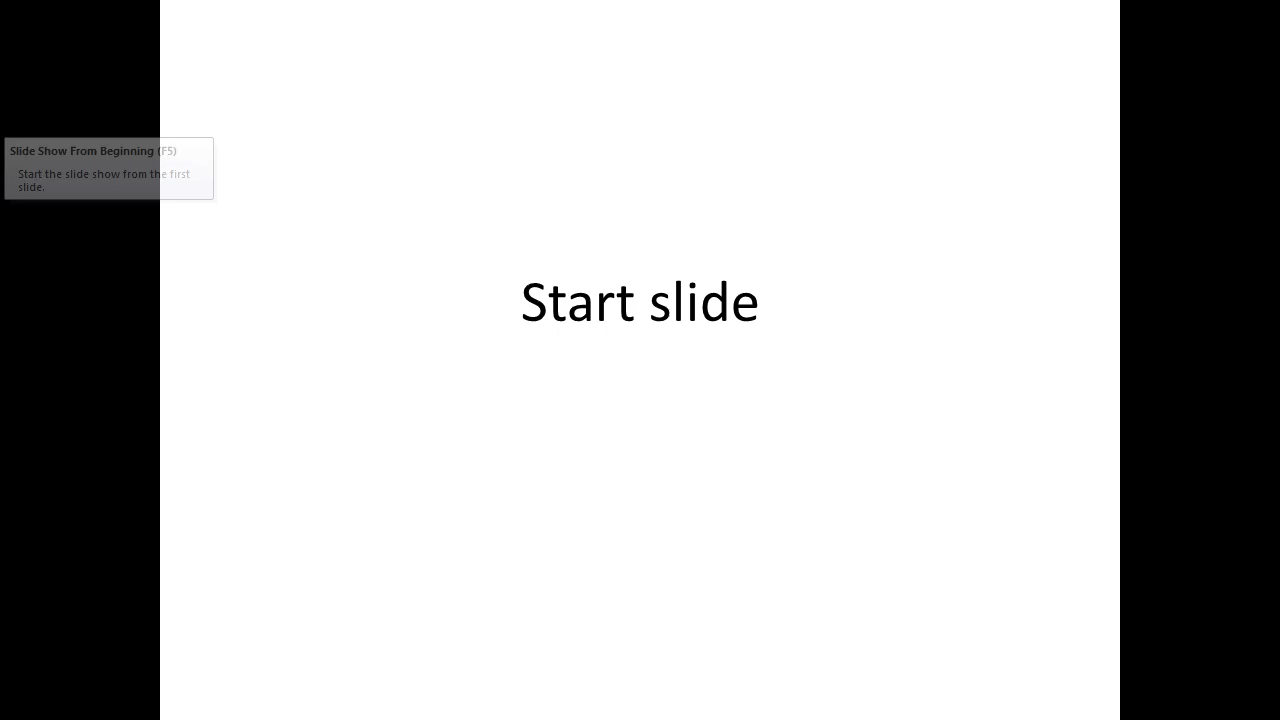 Slide Show From Beginning (F5)
Start the slide show from the first
slide.
Start slide